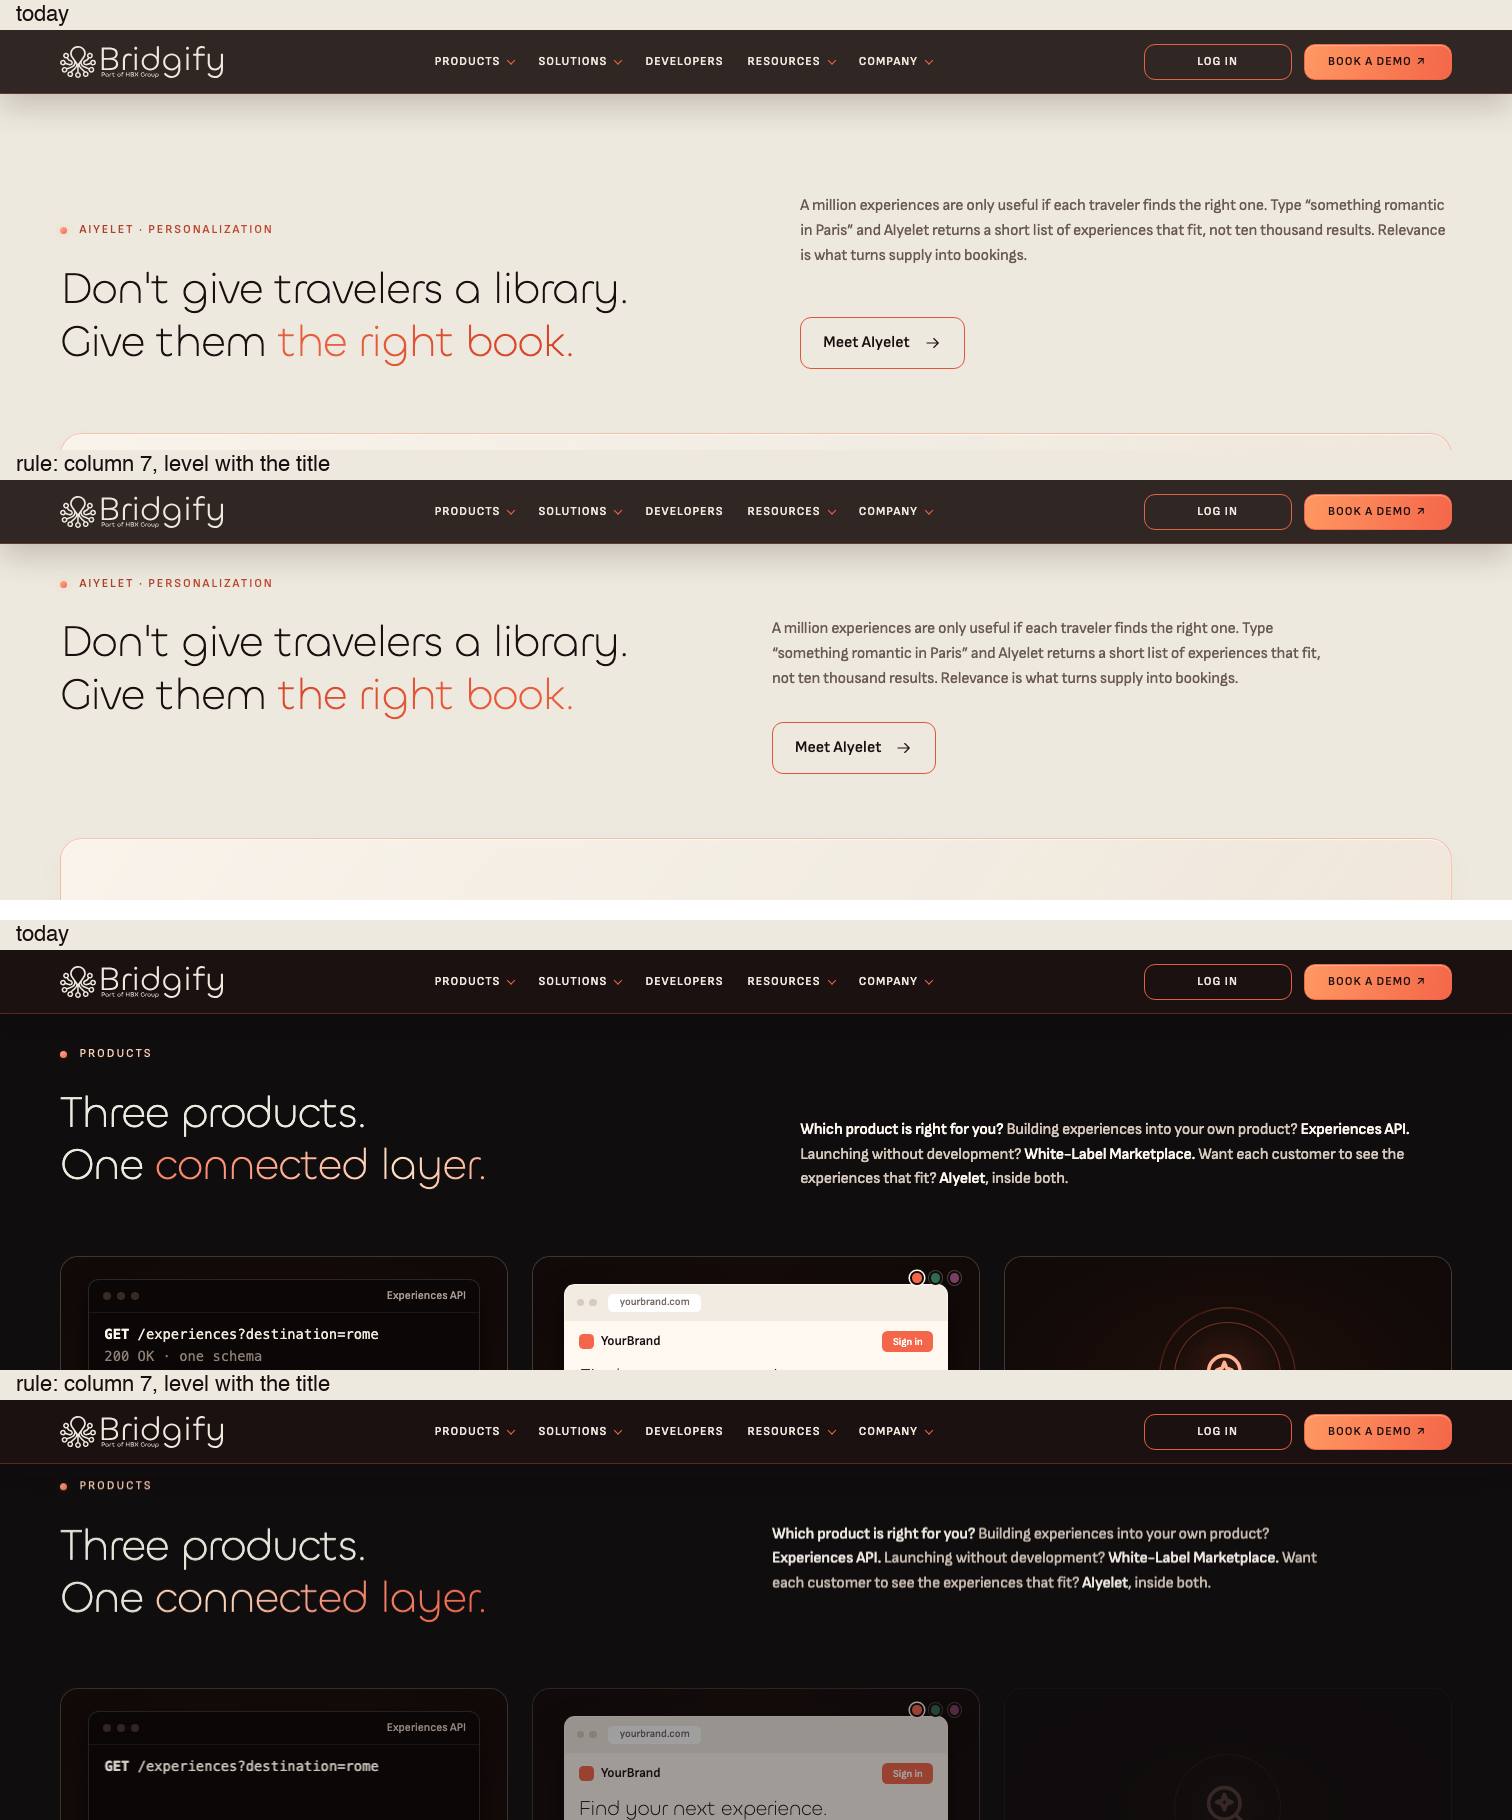 today
Bridgify
Part of HBX Group
PRODUCTS SOLUTIONS DEVELOPERS RESOURCES COMPANY LOG IN BOOK A DEMO
AIYELET · PERSONALIZATION
Don't give travelers a library.
Give them the right book.
A million experiences are only useful if each traveler finds the right one. Type “something romantic
in Paris” and AIyelet returns a short list of experiences that fit, not ten thousand results. Relevance
is what turns supply into bookings.
Meet AIyelet →
rule: column 7, level with the title
Bridgify
Part of HBX Group
PRODUCTS SOLUTIONS DEVELOPERS RESOURCES COMPANY LOG IN BOOK A DEMO
AIYELET · PERSONALIZATION
Don't give travelers a library.
Give them the right book.
A million experiences are only useful if each traveler finds the right one. Type
“something romantic in Paris” and AIyelet returns a short list of experiences that fit,
not ten thousand results. Relevance is what turns supply into bookings.
Meet AIyelet →
today
Bridgify
Part of HBX Group
PRODUCTS SOLUTIONS DEVELOPERS RESOURCES COMPANY LOG IN BOOK A DEMO
PRODUCTS
Three products.
One connected layer.
Which product is right for you? Building experiences into your own product? Experiences API.
Launching without development? White-Label Marketplace. Want each customer to see the
experiences that fit? AIyelet, inside both.
Experiences API
GET /experiences?destination=rome
200 OK · one schema
yourbrand.com
YourBrand
Sign in
rule: column 7, level with the title
Bridgify
Part of HBX Group
PRODUCTS SOLUTIONS DEVELOPERS RESOURCES COMPANY LOG IN BOOK A DEMO
PRODUCTS
Three products.
One connected layer.
Which product is right for you? Building experiences into your own product?
Experiences API. Launching without development? White-Label Marketplace. Want
each customer to see the experiences that fit? AIyelet, inside both.
Experiences API
GET /experiences?destination=rome
yourbrand.com
YourBrand
Sign in
Find your next experience.